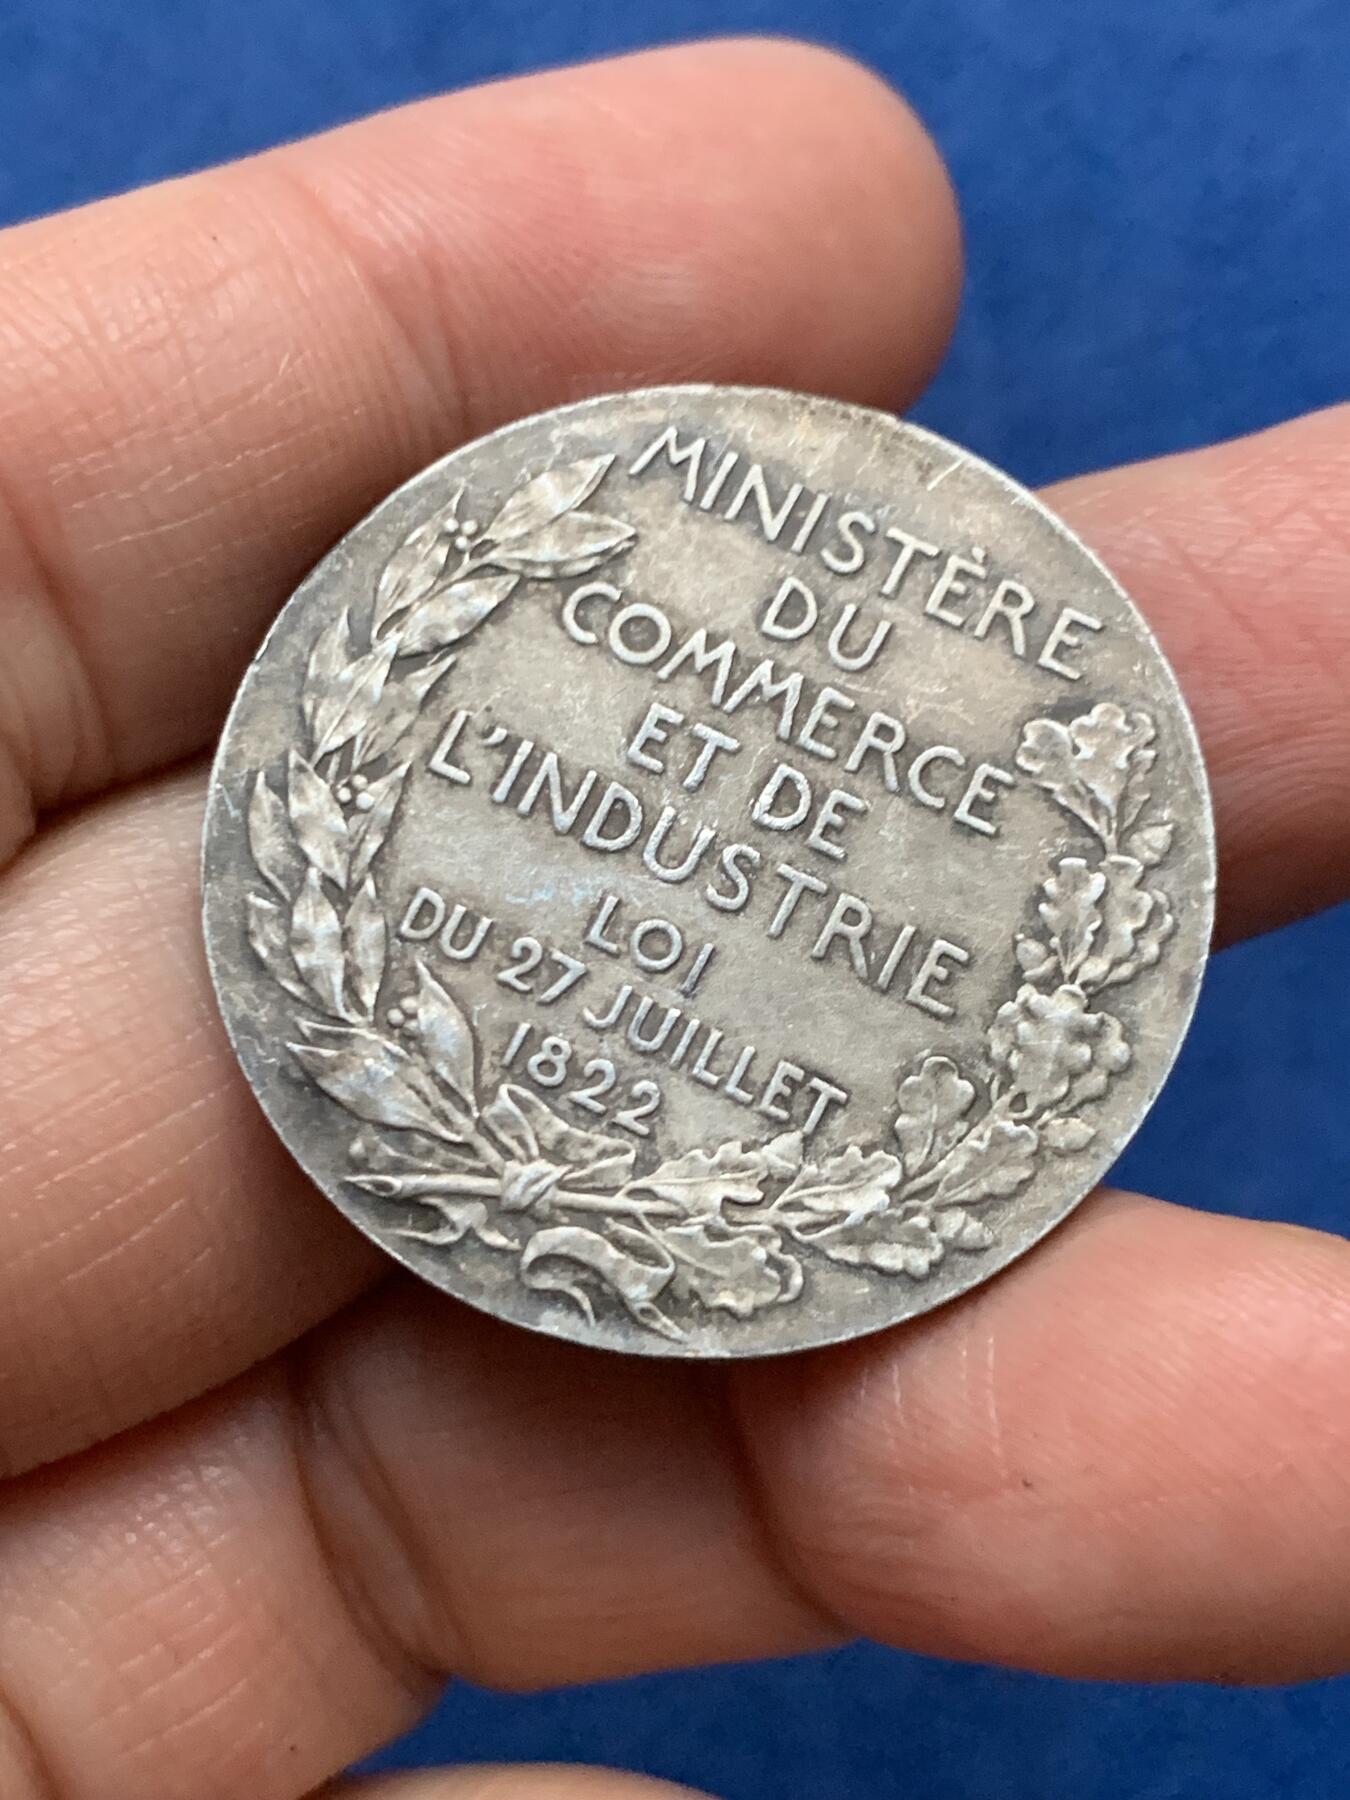 MINISTÈRE
DU
COMMERCE
ET DE
L'INDUSTRIE
LOI
DU 27 JUILLET
1822